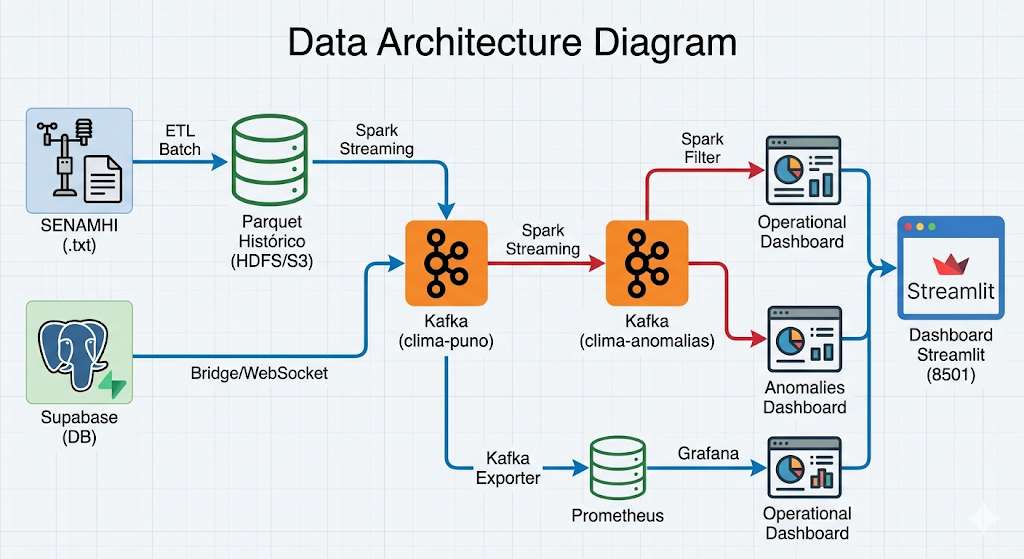 Data Architecture Diagram
ETL
Batch
Spark
Streaming
SENAMHI
(.txt)
Parquet
Histórico
(HDFS/S3)
Spark
Filter
Operational
Dashboard
Spark
Streaming
Kafka
(clima-puno)
Kafka
(clima-anomalias)
Streamlit
Dashboard
Streamlit
(8501)
Bridge/WebSocket
Supabase
(DB)
Anomalies
Dashboard
Kafka
Exporter
Prometheus
Grafana
Operational
Dashboard